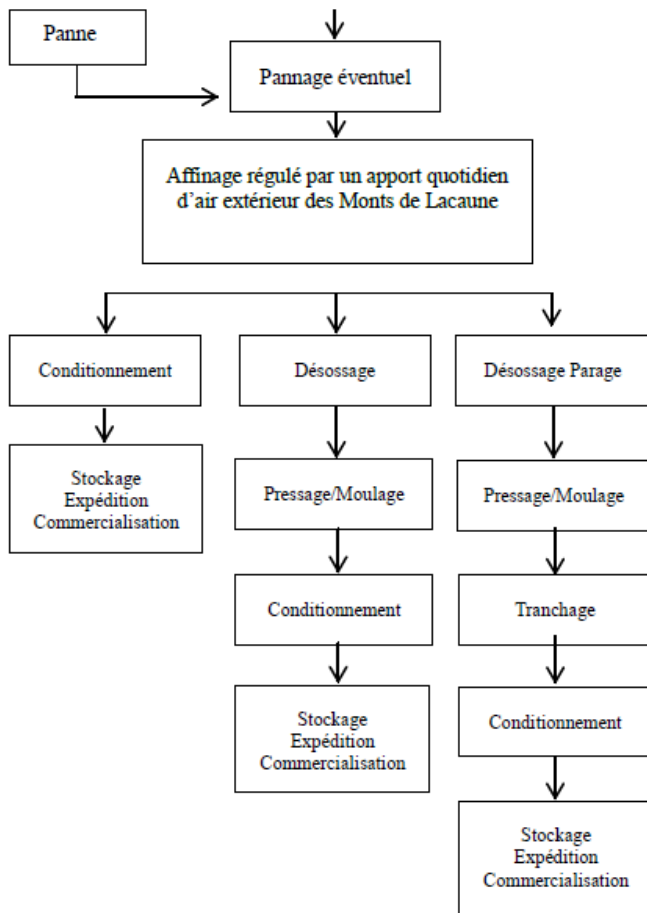 Panne
Pannage éventuel
Affinage régulé par un apport quotidien
d’air extérieur des Monts de Lacaune
Conditionnement
Stockage
Expédition
Commercialisation
Désossage
Pressage/Moulage
Conditionnement
Stockage
Expédition
Commercialisation
Désossage Parage
Pressage/Moulage
Tranchage
Conditionnement
Stockage
Expédition
Commercialisation